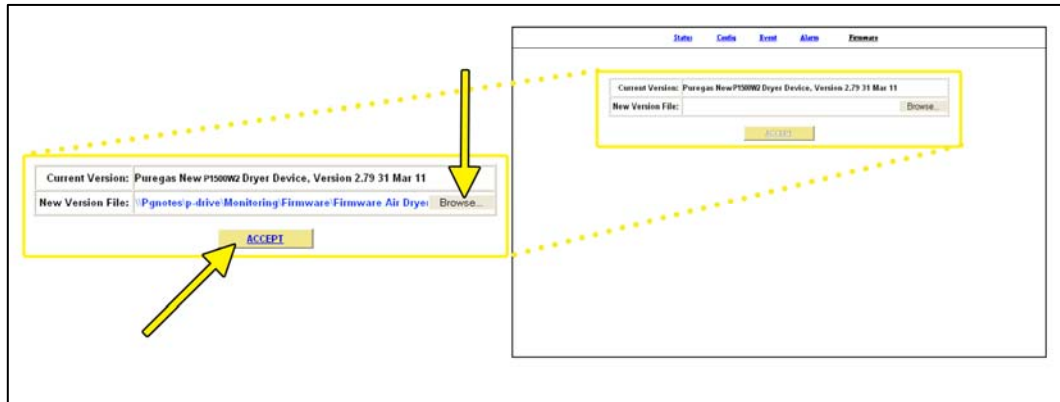 Status Config Event Alarm Firmware
Current Version: Puregas New P1500W2 Dryer Device, Version 2.79 31 Mar 11
New Version File: Browse...
ACCEPT
Current Version: Puregas New P1500W2 Dryer Device, Version 2.79 31 Mar 11
New Version File: \\Pgnotes\p-drive\Monitoring\Firmware\Firmware Air Dryer Browse...
ACCEPT